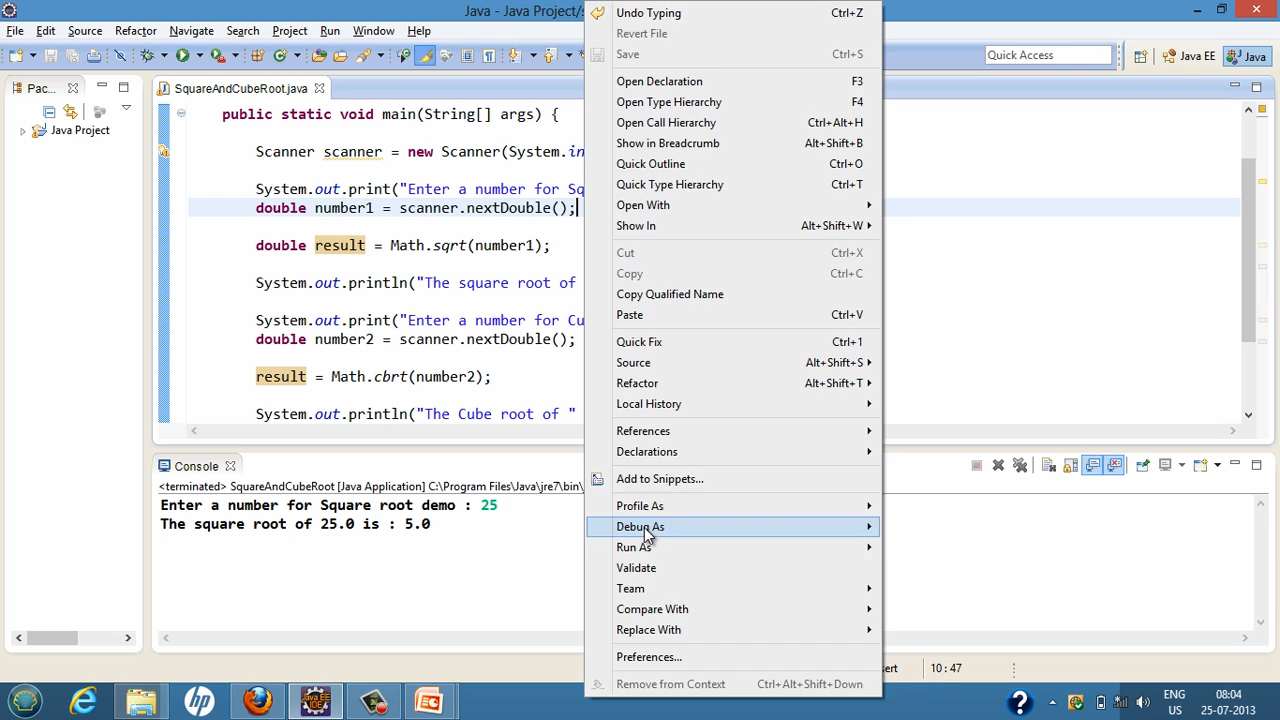 Java - Java Project/s
File Edit Source Refactor Navigate Search Project Run Window Help
Quick Access
Java EE
Java
Pac...
SquareAndCubeRoot.java
Java Project
public static void main(String[] args) {
Scanner scanner = new Scanner(System.in
System.out.print("Enter a number for Sq
double number1 = scanner.nextDouble();
double result = Math.sqrt(number1);
System.out.println("The square root of
System.out.print("Enter a number for Cu
double number2 = scanner.nextDouble();
result = Math.cbrt(number2);
System.out.println("The Cube root of "
Undo Typing Ctrl+Z
Revert File
Save Ctrl+S
Open Declaration F3
Open Type Hierarchy F4
Open Call Hierarchy Ctrl+Alt+H
Show in Breadcrumb Alt+Shift+B
Quick Outline Ctrl+O
Quick Type Hierarchy Ctrl+T
Open With
Show In Alt+Shift+W
Cut Ctrl+X
Copy Ctrl+C
Copy Qualified Name
Paste Ctrl+V
Quick Fix Ctrl+1
Source Alt+Shift+S
Refactor Alt+Shift+T
Local History
References
Declarations
Add to Snippets...
Profile As
Debug As
Run As
Validate
Team
Compare With
Replace With
Preferences...
Remove from Context Ctrl+Alt+Shift+Down
Console
<terminated> SquareAndCubeRoot [Java Application] C:\Program Files\Java\jre7\bin\
Enter a number for Square root demo : 25
The square root of 25.0 is : 5.0
ert
10 : 47
hp
Java EE
IDE
ENG
US
08:04
25-07-2013